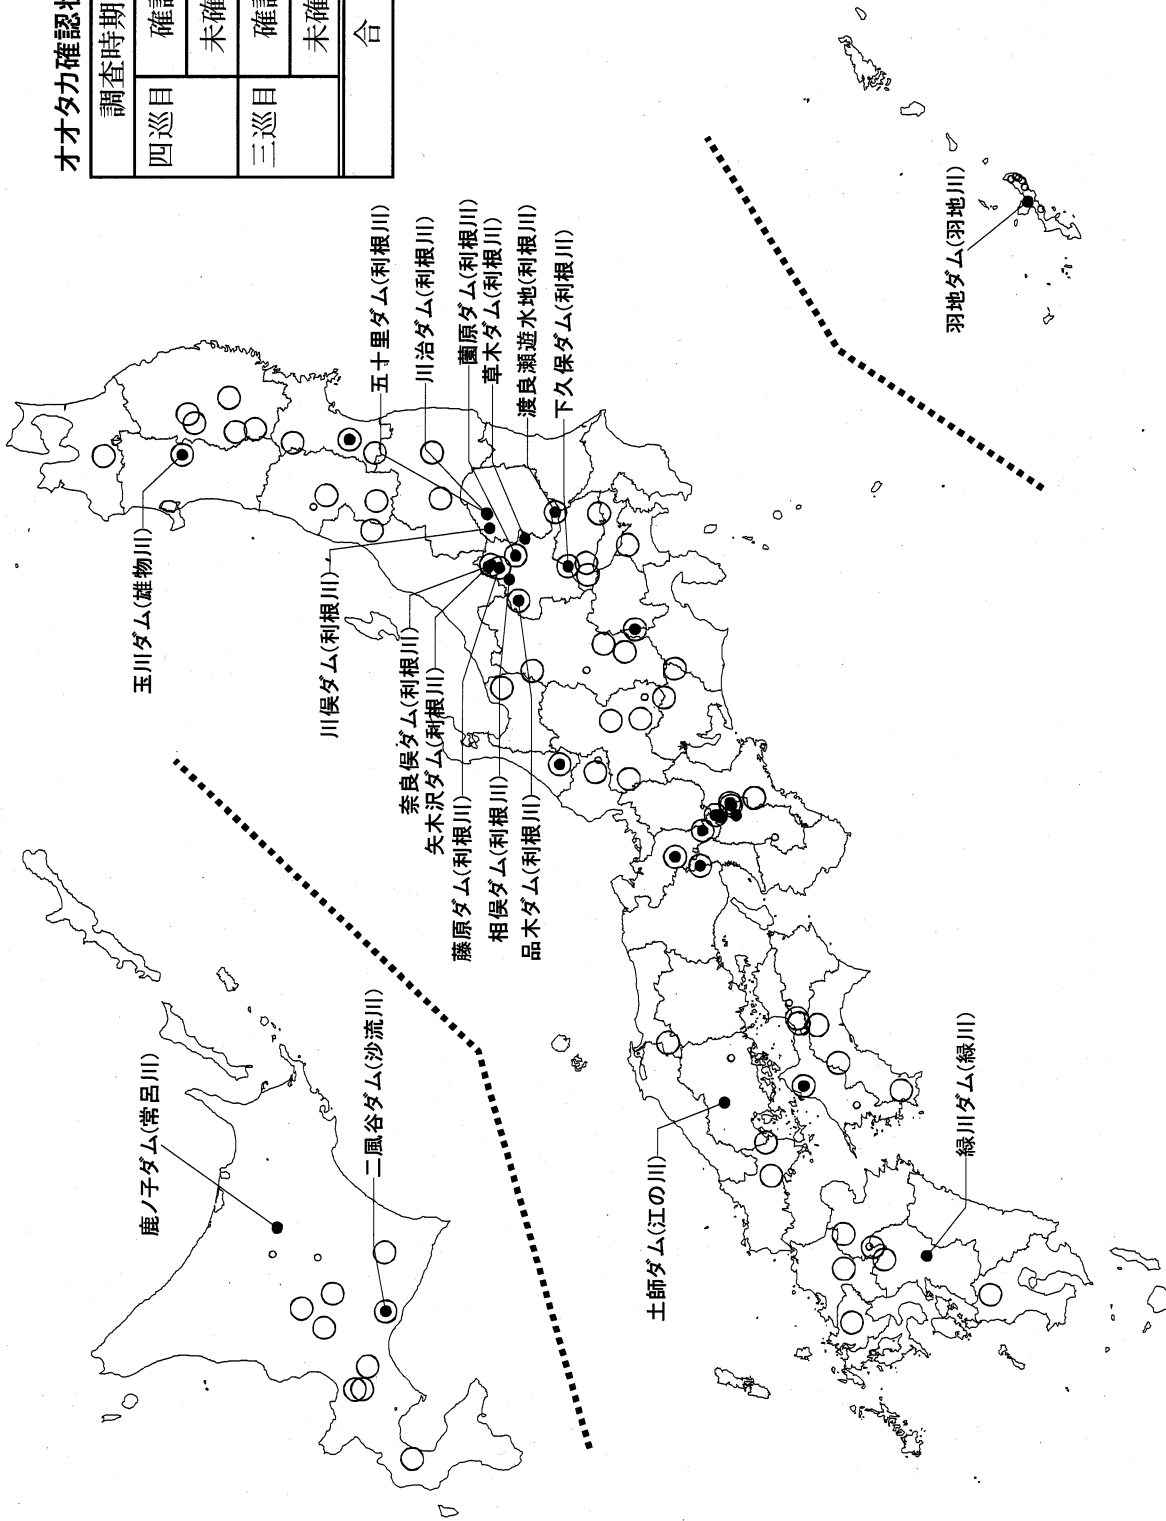 オオタカ確認状
調査時期
四巡目
確認
未確
三巡目
確認
未確
合
鹿ノ子ダム(常呂川)
二風谷ダム(沙流川)
玉川ダム(雄物川)
川俣ダム(利根川)
奈良俣ダム(利根川)
矢木沢ダム(利根川)
藤原ダム(利根川)
相俣ダム(利根川)
品木ダム(利根川)
五十里ダム(利根川)
川治ダム(利根川)
薗原ダム(利根川)
草木ダム(利根川)
渡良瀬遊水地(利根川)
下久保ダム(利根川)
土師ダム(江の川)
緑川ダム(緑川)
羽地ダム(羽地川)